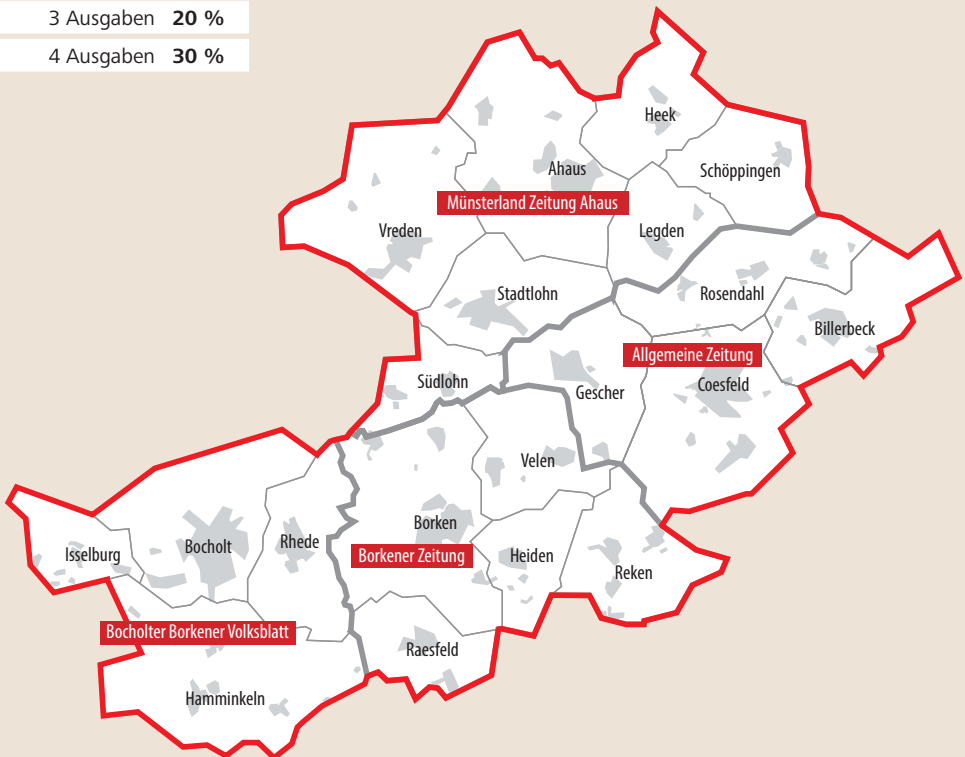 3 Ausgaben 20 %
4 Ausgaben 30 %
Heek
Ahaus
Schöppingen
Münsterland Zeitung Ahaus
Vreden
Legden
Stadtlohn
Rosendahl
Billerbeck
Allgemeine Zeitung
Südlohn
Gescher
Coesfeld
Velen
Borken
Isselburg
Bocholt
Rhede
Borkener Zeitung
Heiden
Reken
Bocholter Borkener Volksblatt
Raesfeld
Hamminkeln